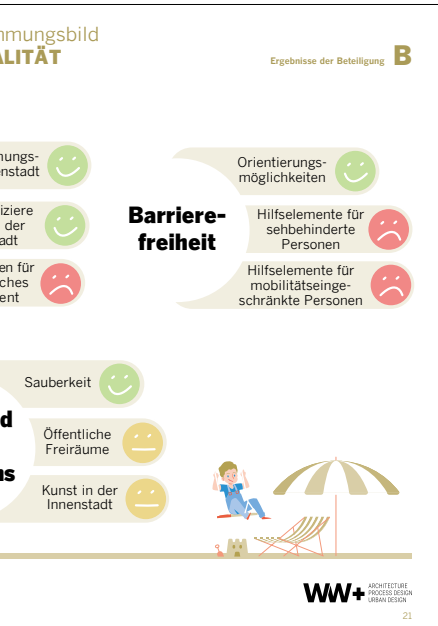 mmungsbild
ALITÄT
Ergebnisse der Beteiligung B
nungs-
enstadt
iziere
der
adt
en für
ches
ent
Barriere-
freiheit
Orientierungs-
möglichkeiten
Hilfselemente für
sehbehinderte
Personen
Hilfselemente für
mobilitätseinge-
schränkte Personen
d
ns
Sauberkeit
Öffentliche
Freiräume
Kunst in der
Innenstadt
WW+ ARCHITECTURE
PROCESS DESIGN
URBAN DESIGN
21